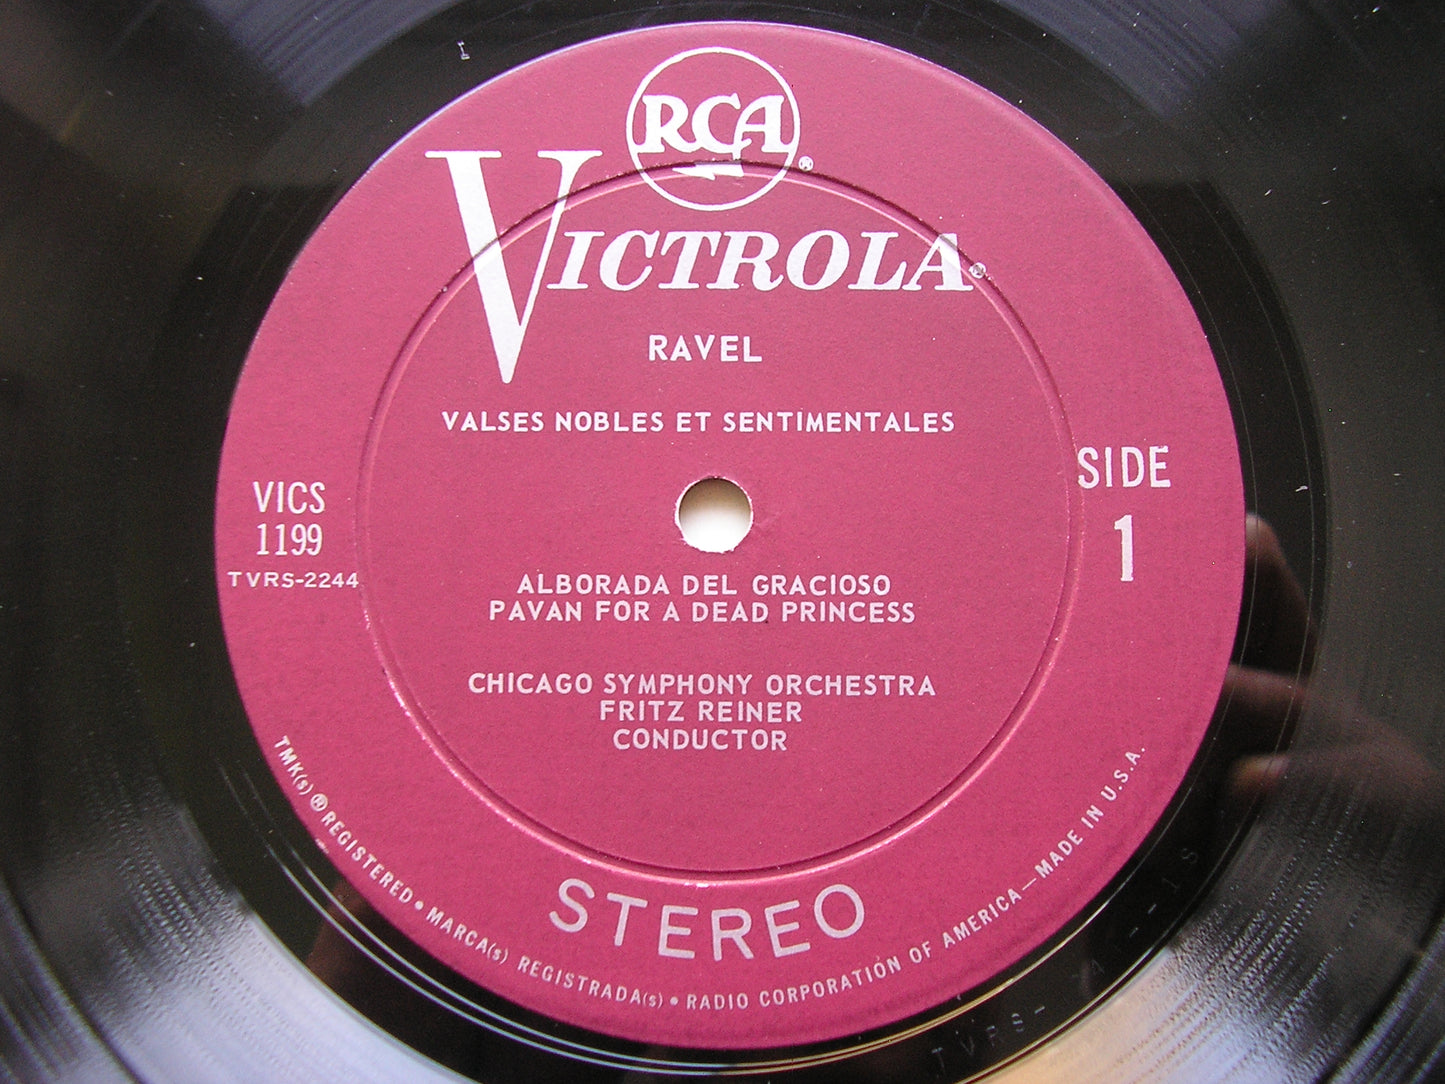 RCA
®
VICTROLA®
RAVEL
VALSES NOBLES ET SENTIMENTALES
VICS
1199
TVRS-2244
SIDE
1
ALBORADA DEL GRACIOSO
PAVAN FOR A DEAD PRINCESS
CHICAGO SYMPHONY ORCHESTRA
FRITZ REINER
CONDUCTOR
STEREO
TMK(s) ® REGISTERED • MARCA(s) REGISTRADA(s) • RADIO CORPORATION OF AMERICA — MADE IN U.S.A.